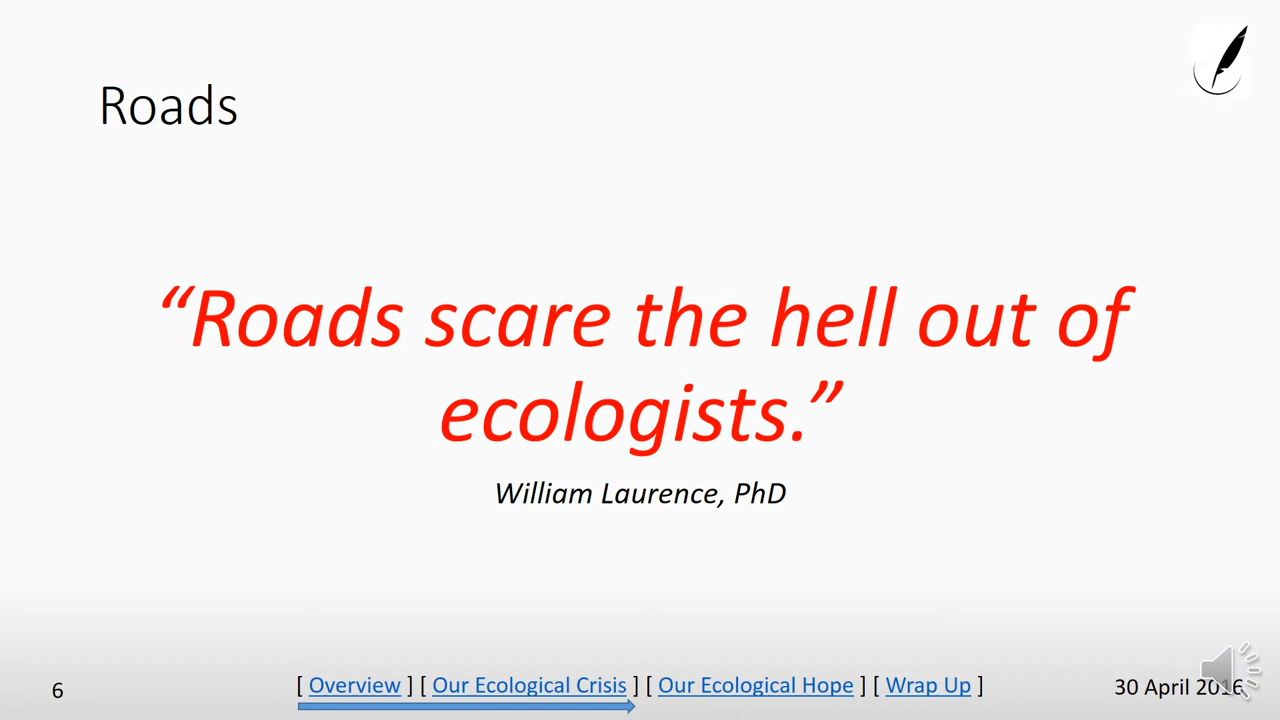 Roads
“Roads scare the hell out of
ecologists.”
William Laurence, PhD
6
[ Overview ] [ Our Ecological Crisis ] [ Our Ecological Hope ] [ Wrap Up ]
30 April 2016